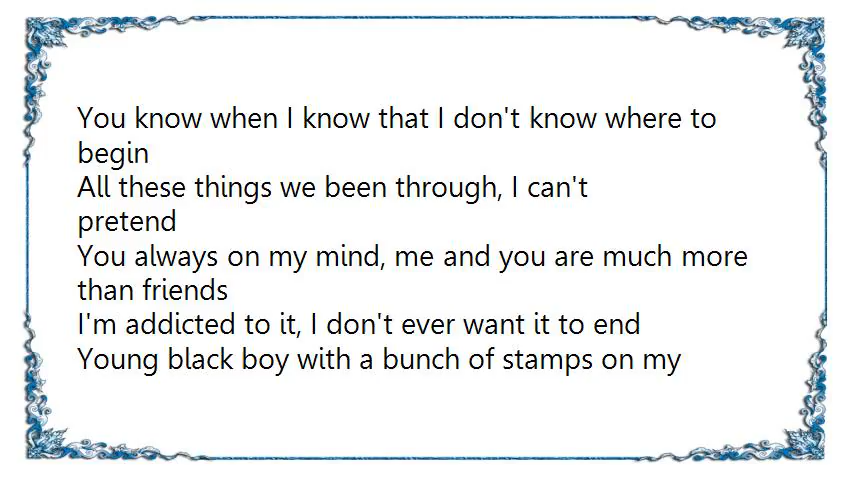 You know when I know that I don't know where to
begin
All these things we been through, I can't
pretend
You always on my mind, me and you are much more
than friends
I'm addicted to it, I don't ever want it to end
Young black boy with a bunch of stamps on my